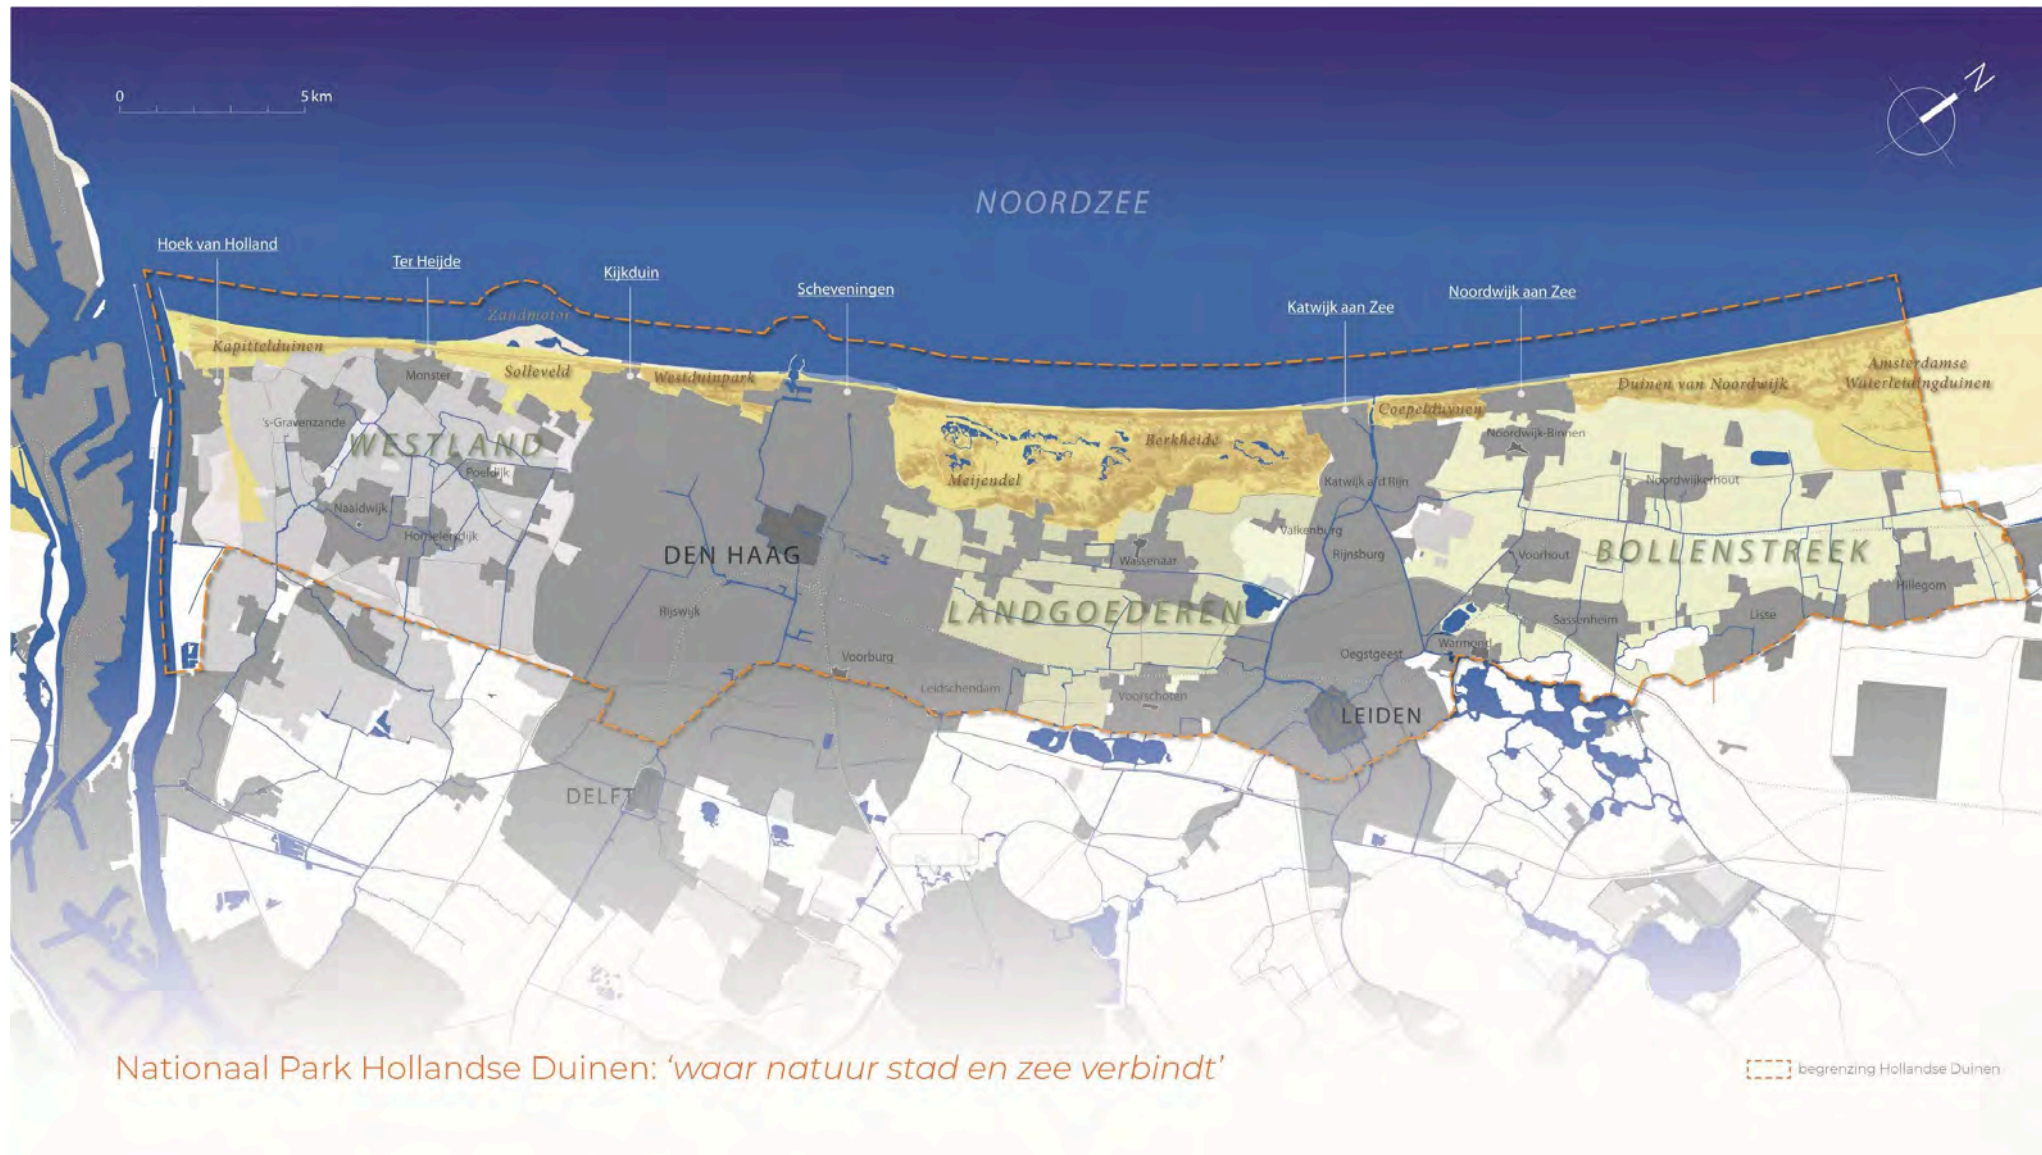 0 5 km
N
NOORDZEE
Hoek van Holland
Ter Heijde
Kijkduin
Scheveningen
Katwijk aan Zee
Noordwijk aan Zee
Zandmotor
Kapittelduinen
Monster
Solleveld
Westduinpark
Coepelduynen
Duinen van Noordwijk
Amsterdamse
Waterleidingduinen
's-Gravenzande
WESTLAND
Poeldijk
Naaldwijk
Honselersdijk
Meijendel
Berkheide
Katwijk a/d Rijn
Noordwijk-Binnen
Noordwijkerhout
DEN HAAG
Rijswijk
Voorburg
Leidschendam
Wassenaar
LANDGOEDEREN
Voorschoten
Valkenburg
Rijnsburg
Oegstgeest
LEIDEN
Warmond
Voorhout
BOLLENSTREEK
Sassenheim
Lisse
Hillegom
DELFT
Nationaal Park Hollandse Duinen: ‘waar natuur stad en zee verbindt’
begrenzing Hollandse Duinen